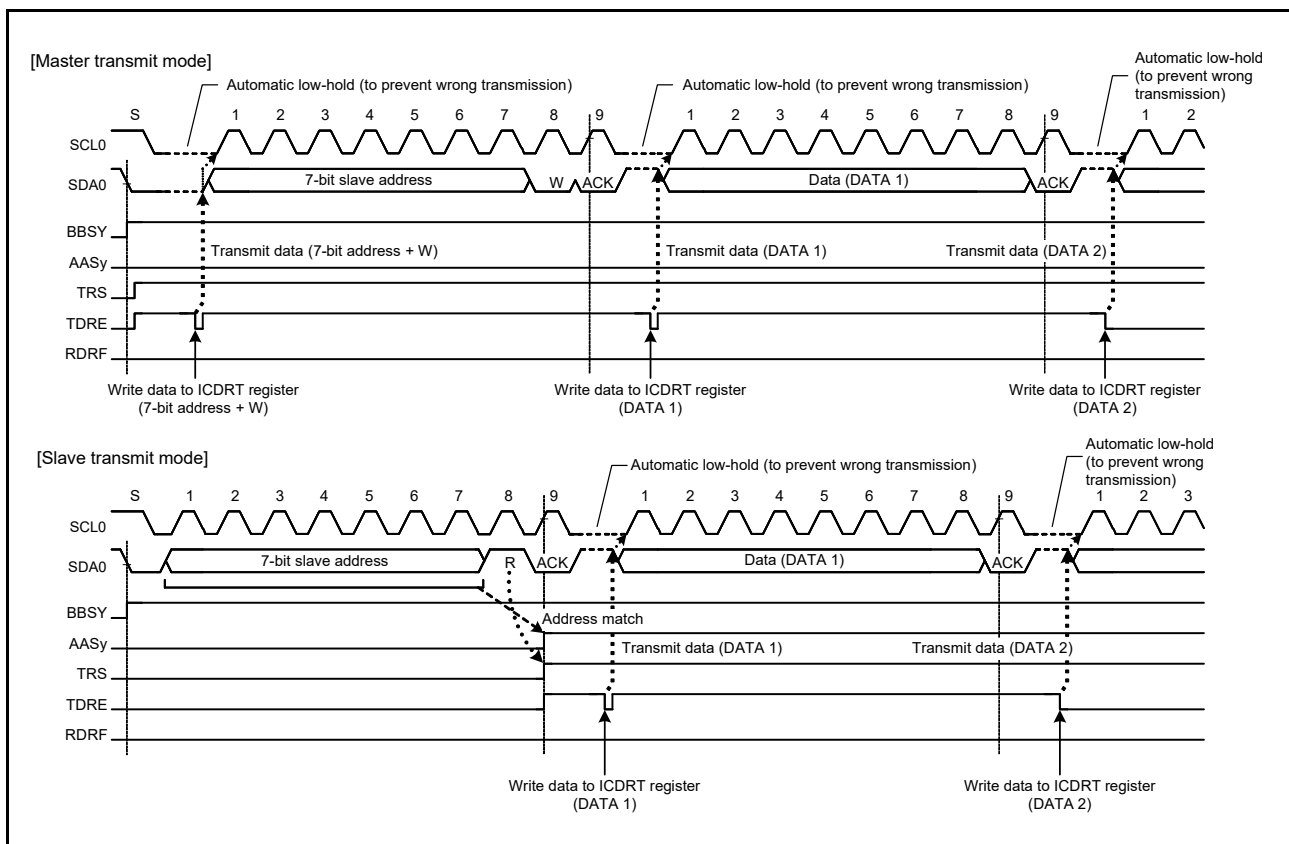 [Master transmit mode]
Automatic low-hold (to prevent wrong transmission)
Automatic low-hold (to prevent wrong transmission)
Automatic low-hold
(to prevent wrong
transmission)
S 1 2 3 4 5 6 7 8 9 1 2 3 4 5 6 7 8 9 1 2
SCL0
SDA0 7-bit slave address W ACK Data (DATA 1) ACK
BBSY
Transmit data (7-bit address + W) Transmit data (DATA 1) Transmit data (DATA 2)
AASy
TRS
TDRE
RDRF
Write data to ICDRT register
(7-bit address + W)
Write data to ICDRT register
(DATA 1)
Write data to ICDRT register
(DATA 2)
[Slave transmit mode]
Automatic low-hold (to prevent wrong transmission)
Automatic low-hold
(to prevent wrong
transmission)
S 1 2 3 4 5 6 7 8 9 1 2 3 4 5 6 7 8 9 1 2 3
SCL0
SDA0 7-bit slave address R ACK Data (DATA 1) ACK
BBSY
Address match
AASy
Transmit data (DATA 1) Transmit data (DATA 2)
TRS
TDRE
RDRF
Write data to ICDRT register
(DATA 1)
Write data to ICDRT register
(DATA 2)